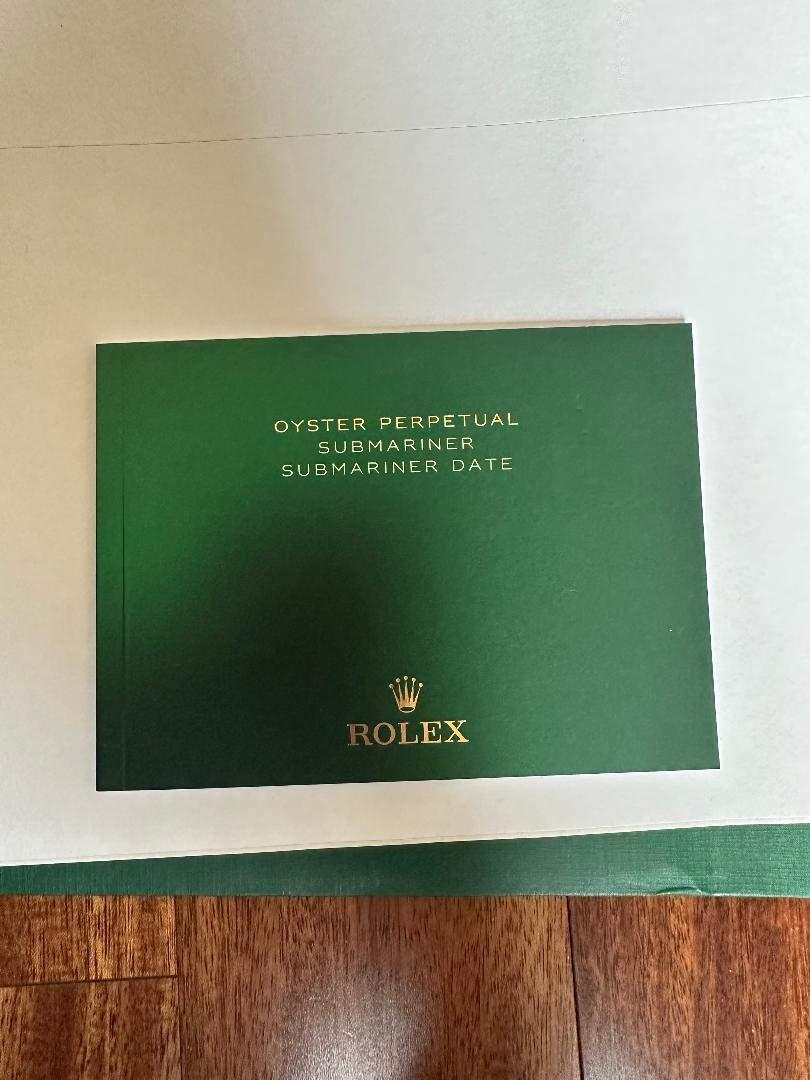 OYSTER PERPETUAL
SUBMARINER
SUBMARINER DATE
ROLEX